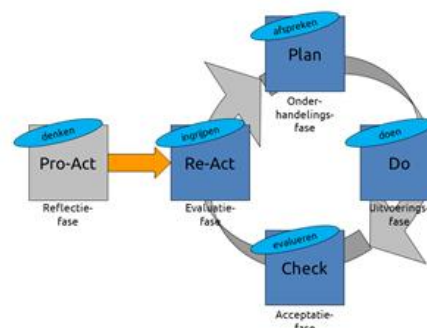 afspreken
Plan
Onder-
handelings-
fase
denken
Pro-Act
Reflectie-
fase
ingrijpen
Re-Act
Evaluatie-
fase
doen
Do
Uitvoerings-
fase
evalueren
Check
Acceptatie-
fase